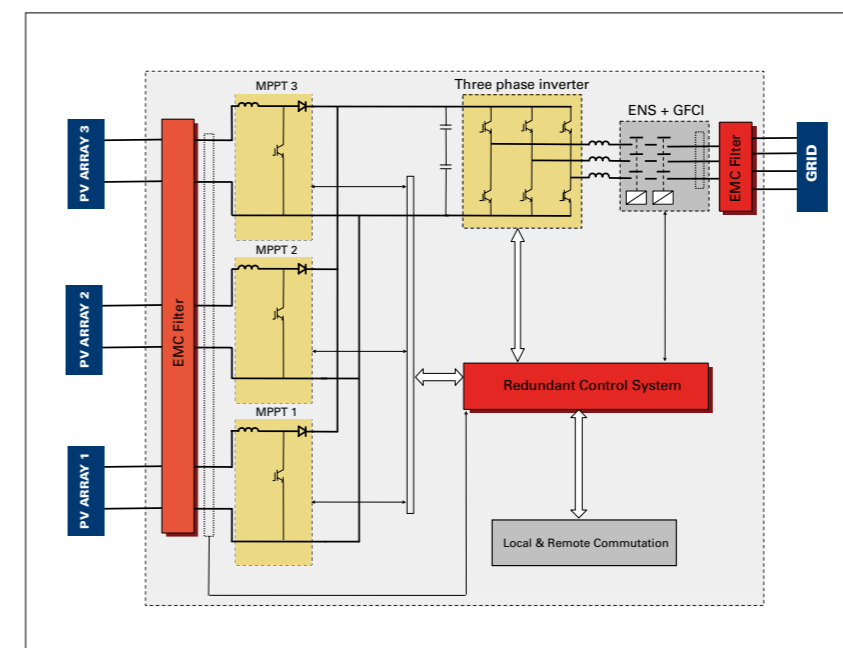 MPPT 3
Three phase inverter
ENS + GFCI
PV ARRAY 3
EMC Filter
GRID
MPPT 2
PV ARRAY 2
EMC Filter
Redundant Control System
MPPT 1
PV ARRAY 1
Local & Remote Commutation